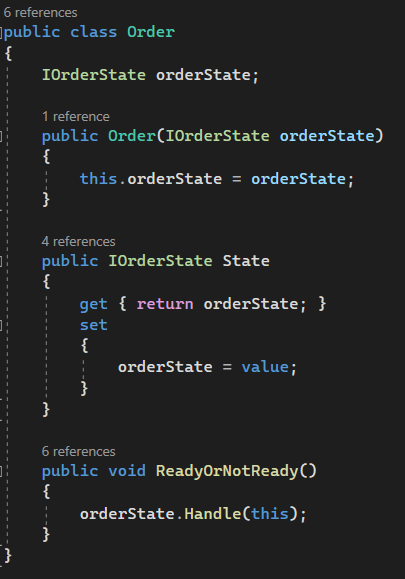 6 references
public class Order
{
IOrderState orderState;
1 reference
public Order(IOrderState orderState)
{
this.orderState = orderState;
}
4 references
public IOrderState State
{
get { return orderState; }
set
{
orderState = value;
}
}
6 references
public void ReadyOrNotReady()
{
orderState.Handle(this);
}
}